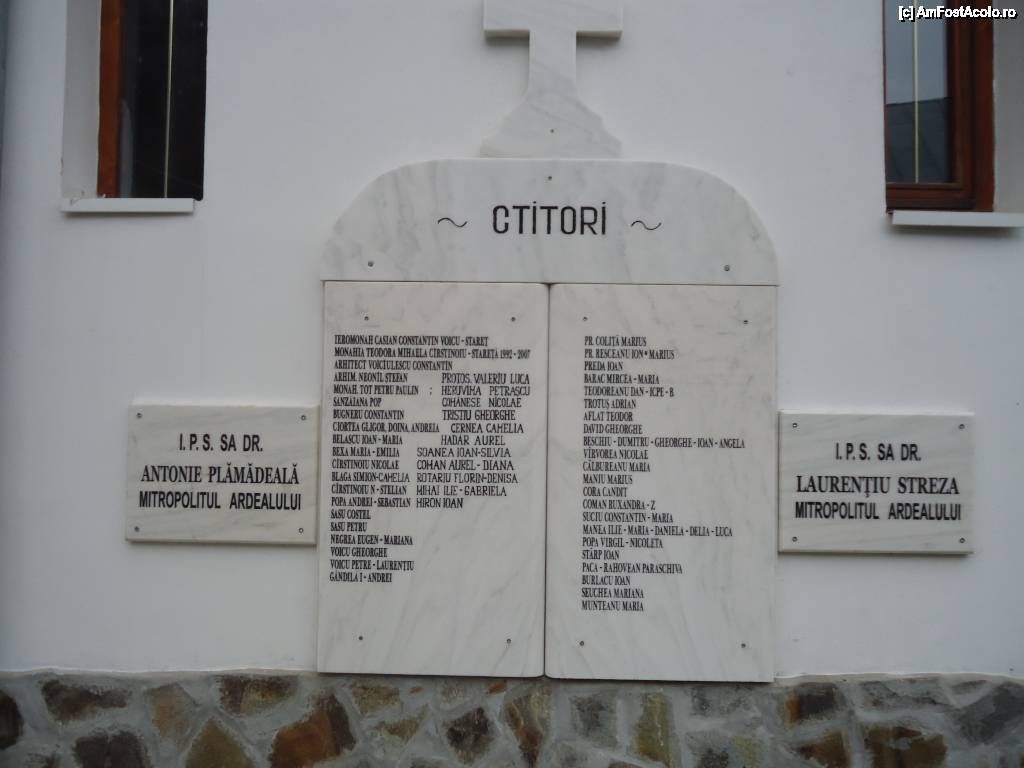 [c] AmFostAcolo.ro
~ CTITORI ~
IEROMONAH CASIAN CONSTANTIN VOICU - STAREȚ
MONAHIA TEODORA MIHAELA CÎRSTINOIU - STAREȚĂ 1992 - 2007
ARHITECT VOICIULESCU CONSTANTIN
ARHIM. NEONIL ȘTEFAN PROTOS. VALERIU LUCA
MONAH. TOT PETRU PAULIN ; HERUVIMA PETRAȘCU
SANZĂIANA POP COHANESE NICOLAE
BUGNERU CONSTANTIN TRISTIU GHEORGHE
CIORTEA GLIGOR, DOINA, ANDREIA CERNEA CAMELIA
BELAȘCU IOAN - MARIA HADAR AUREL
BEXA MARIA - EMILIA SOANEA IOAN-SILVIA
CÎRSTINOIU NICOLAE COHAN AUREL - DIANA
BLAGA SIMION-CAMELIA ROTARIU FLORIN-DENISA
CÎRSTINOIU N - STELIAN MIHAI ILIE - GABRIELA
POPA ANDREI - SEBASTIAN HIRON IOAN
SASU COSTEL
SASU PETRU
NEGREA EUGEN - MARIANA
VOICU GHEORGHE
VOICU PETRE - LAURENȚIU
GÂNDILĂ I - ANDREI
PR. COLIȚĂ MARIUS
PR. RESCEANU ION * MARIUS
PREDA IOAN
BARAC MIRCEA - MARIA
TEODOREANU DAN - ICPE - B.
TROTUȘ ADRIAN
AFLAT TEODOR
DAVID GHEORGHE
BESCHIU - DUMITRU - GHEORGHE - IOAN - ANGELA
VÎRVOREA NICOLAE
CĂLBUREANU MARIA
MANIU MARIUS
CORA CANDIT
COMAN RUXANDRA - Z
SUCIU CONSTANTIN - MARIA
MANEA ILIE - MARIA - DANIELA - DELIA - LUCA
POPA VIRGIL - NICOLETA
STÂRP IOAN
PACA - RAHOVEAN PARASCHIVA
BURLACU IOAN
SEUCHEA MARIANA
MUNTEANU MARIA
I.P.S. SA DR.
ANTONIE PLĂMĂDEALĂ
MITROPOLITUL ARDEALULUI
I.P.S. SA DR.
LAURENȚIU STREZA
MITROPOLITUL ARDEALULUI